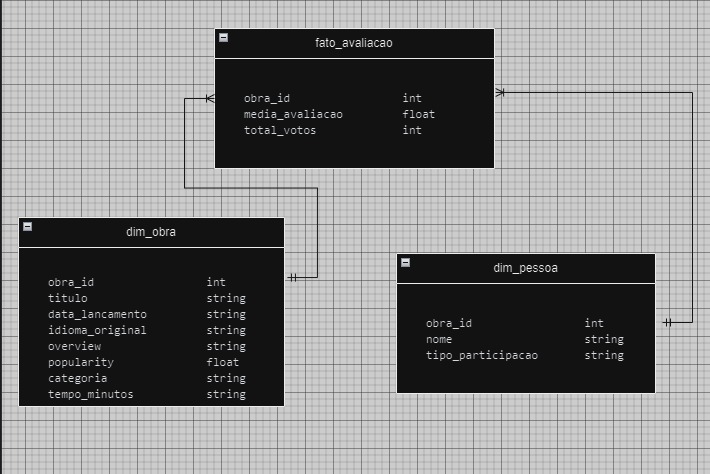 fato_avaliacao
obra_id int
media_avaliacao float
total_votos int
dim_obra
obra_id int
titulo string
data_lancamento string
idioma_original string
overview string
popularity float
categoria string
tempo_minutos string
dim_pessoa
obra_id int
nome string
tipo_participacao string